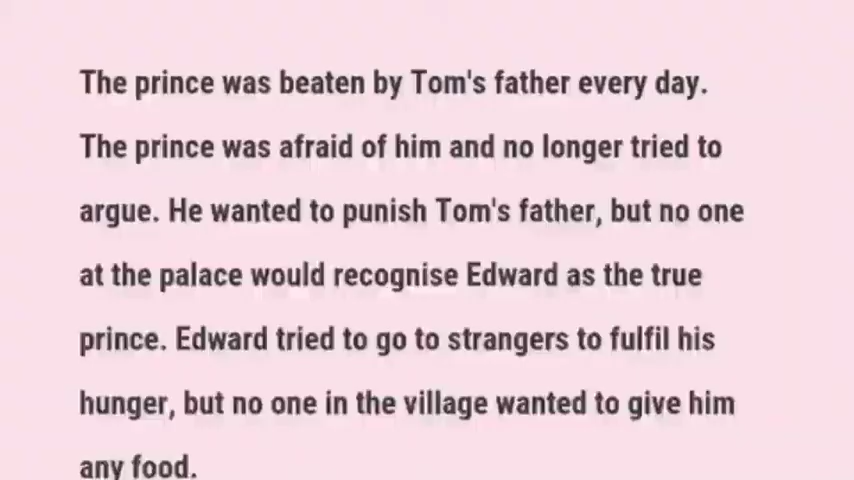 The prince was beaten by Tom's father every day.
The prince was afraid of him and no longer tried to
argue. He wanted to punish Tom's father, but no one
at the palace would recognise Edward as the true
prince. Edward tried to go to strangers to fulfil his
hunger, but no one in the village wanted to give him
any food.